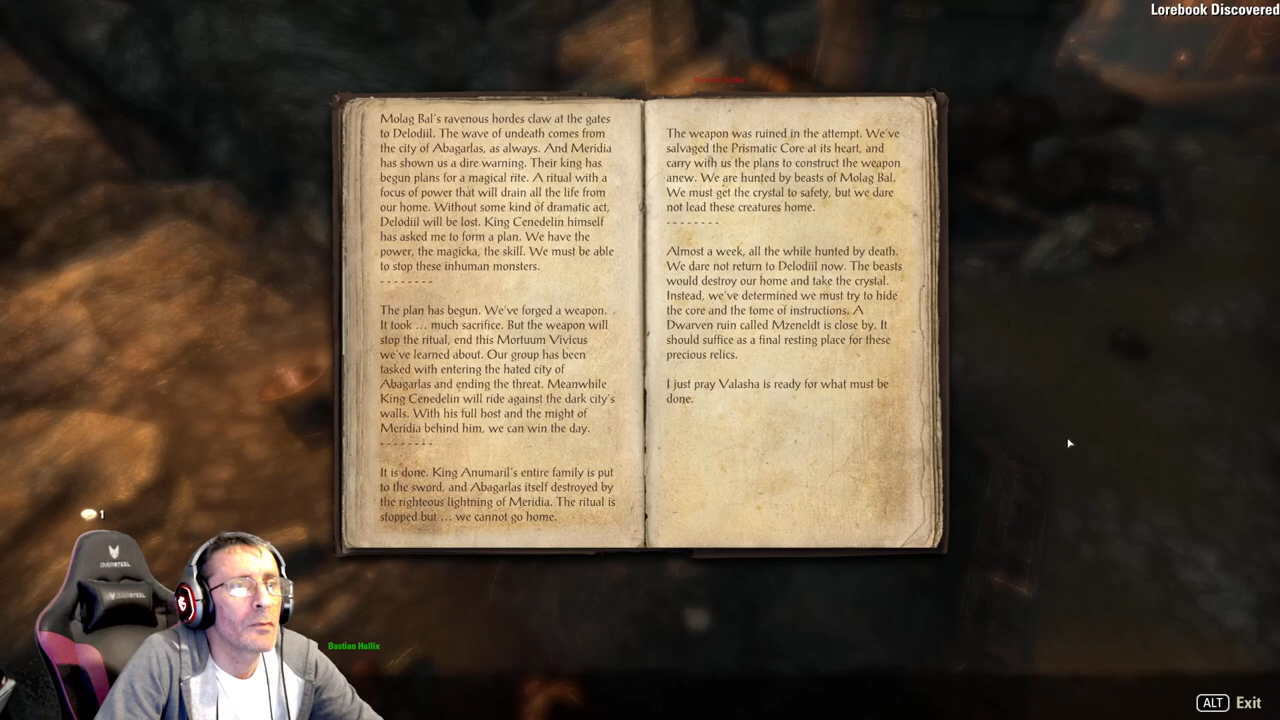 Lorebook Discovered
Molag Bal's ravenous hordes claw at the gates
to Delodiil. The wave of undeath comes from
the city of Abagarlas, as always. And Meridia
has shown us a dire warning. Their king has
begun plans for a magical rite. A ritual with a
focus of power that will drain all the life from
our home. Without some kind of dramatic act,
Delodiil will be lost. King Cenedelin himself
has asked me to form a plan. We have the
power, the magicka, the skill. We must be able
to stop these inhuman monsters.
- - - - - - - -
The plan has begun. We've forged a weapon.
It took ... much sacrifice. But the weapon will
stop the ritual, end this Mortuum Vivicus
we've learned about. Our group has been
tasked with entering the hated city of
Abagarlas and ending the threat. Meanwhile
King Cenedelin will ride against the dark city's
walls. With his full host and the might of
Meridia behind him, we can win the day.
- - - - - - - -
It is done. King Anumaril's entire family is put
to the sword, and Abagarlas itself destroyed by
the righteous lightning of Meridia. The ritual is
stopped but ... we cannot go home.
The weapon was ruined in the attempt. We've
salvaged the Prismatic Core at its heart, and
carry with us the plans to construct the weapon
anew. We are hunted by beasts of Molag Bal.
We must get the crystal to safety, but we dare
not lead these creatures home.
- - - - - - - -
Almost a week, all the while hunted by death.
We dare not return to Delodiil now. The beasts
would destroy our home and take the crystal.
Instead, we've determined we must try to hide
the core and the tome of instructions. A
Dwarven ruin called Mzeneldt is close by. It
should suffice as a final resting place for these
precious relics.
I just pray Valasha is ready for what must be
done.
1
OVERSTEEL
OVERSTEEL
Bastian Hallix
ALT Exit